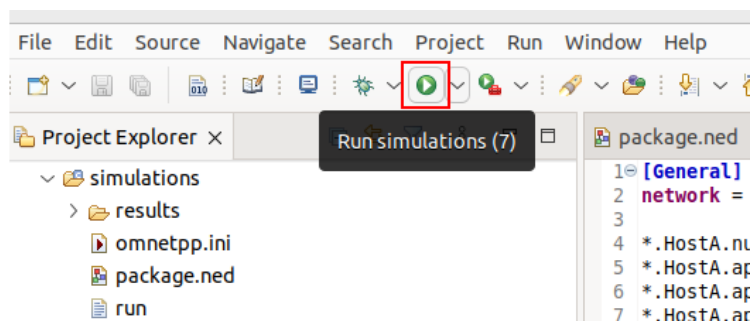 File Edit Source Navigate Search Project Run Window Help
010
Project Explorer
Run simulations (7)
package.ned
simulations
results
omnetpp.ini
package.ned
run
1 [General]
2 network =
3
4 *.HostA.nu
5 *.HostA.ap
6 *.HostA.ap
7 *.HostA.ap